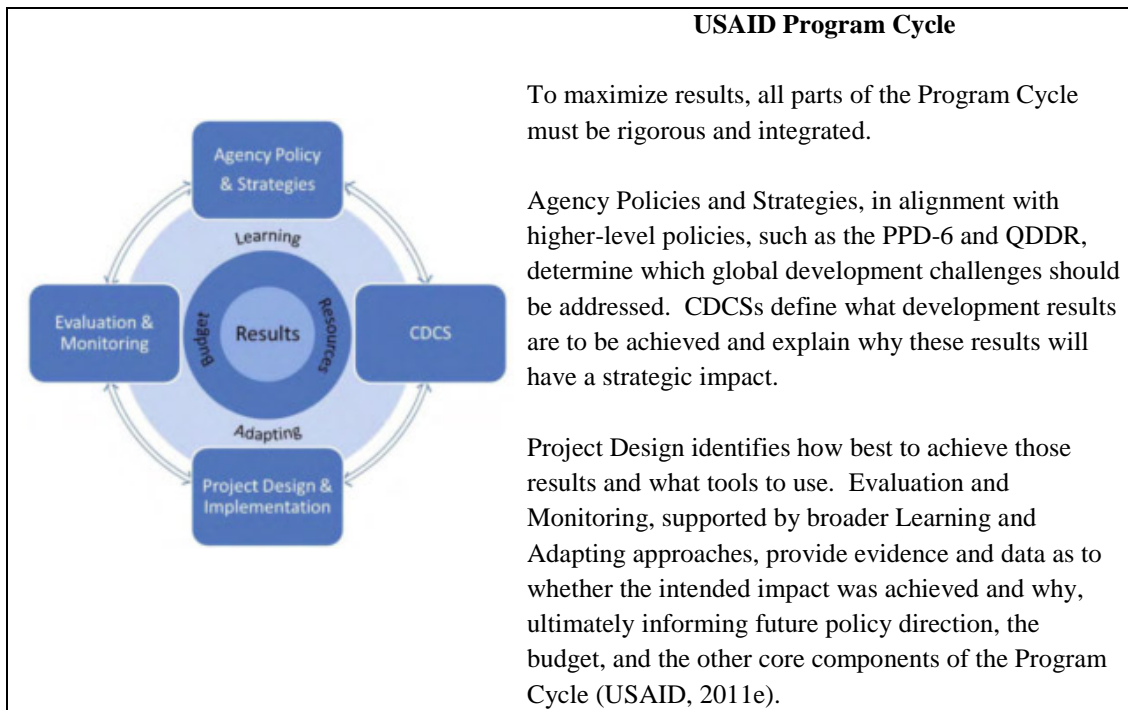 USAID Program Cycle
To maximize results, all parts of the Program Cycle
must be rigorous and integrated.
Agency Policies and Strategies, in alignment with
higher-level policies, such as the PPD-6 and QDDR,
determine which global development challenges should
be addressed.  CDCSs define what development results
are to be achieved and explain why these results will
have a strategic impact.
Project Design identifies how best to achieve those
results and what tools to use.  Evaluation and
Monitoring, supported by broader Learning and
Adapting approaches, provide evidence and data as to
whether the intended impact was achieved and why,
ultimately informing future policy direction, the
budget, and the other core components of the Program
Cycle (USAID, 2011e).
Agency Policy
& Strategies
Learning
Evaluation &
Monitoring
Budget
Results
Resources
CDCS
Adapting
Project Design &
Implementation